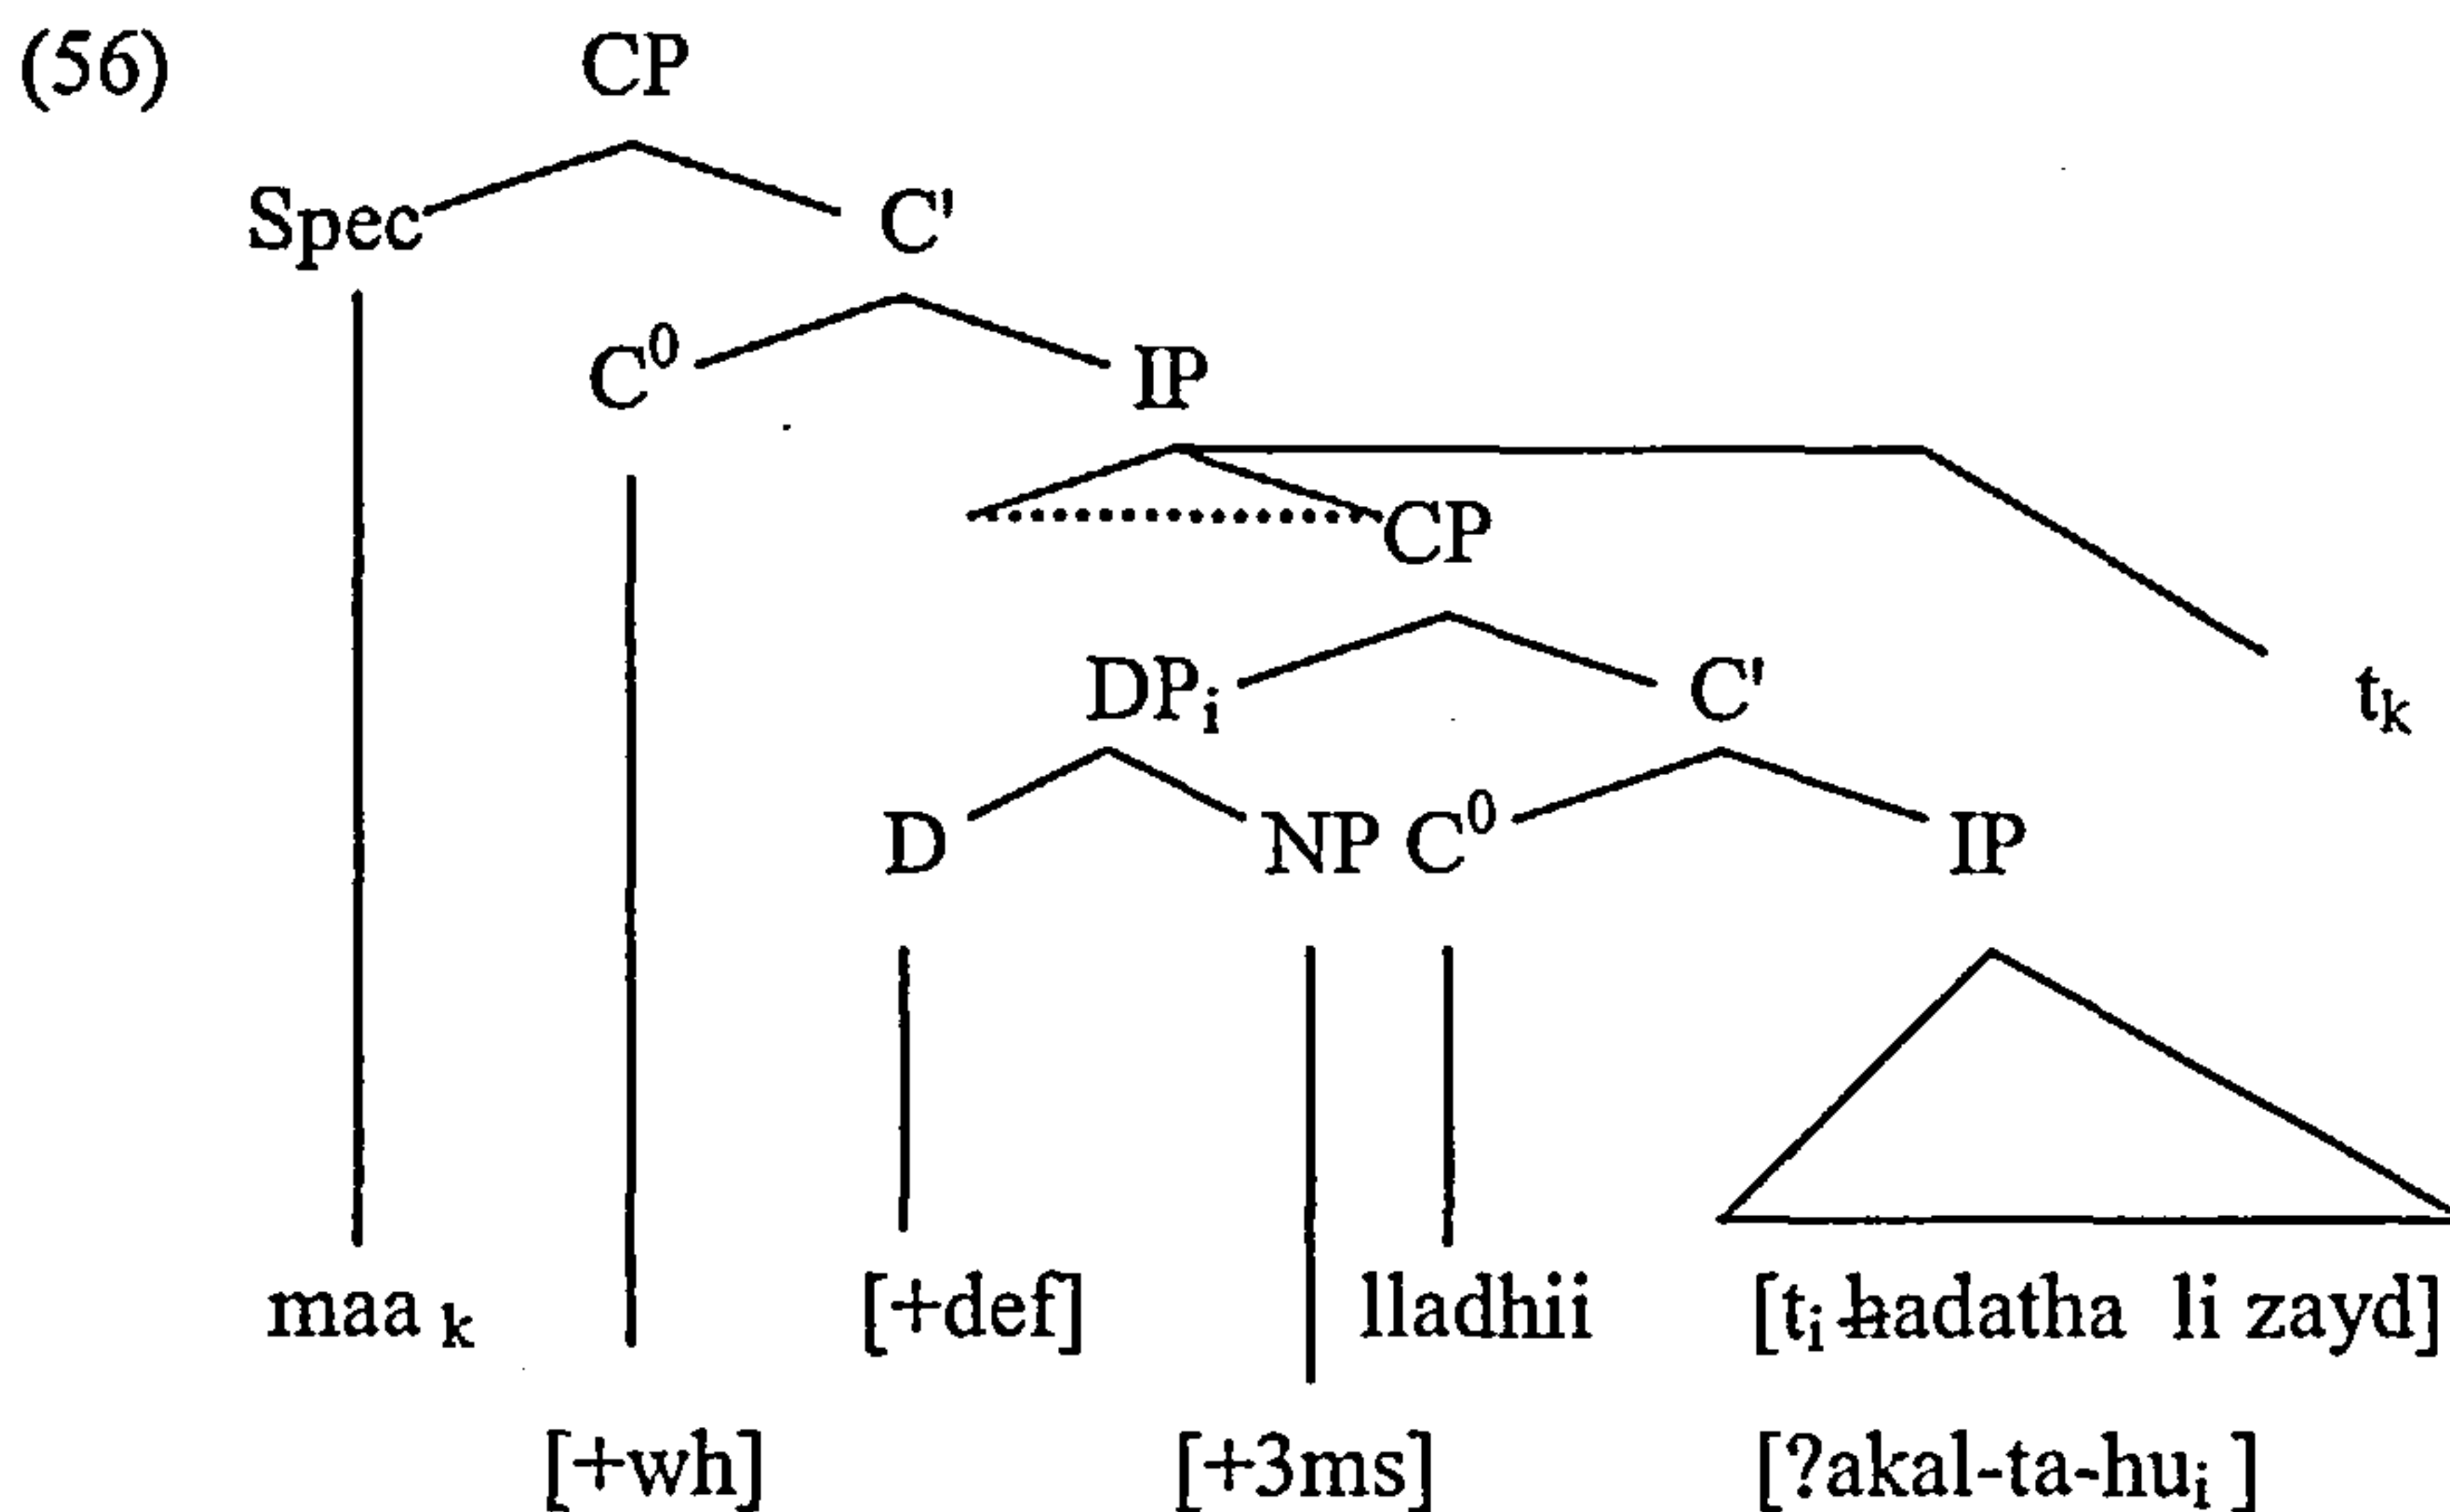 (56) CP
Spec C'
C⁰ IP
CP
DPᵢ C' tₖ
D NP C⁰ IP
maa ₖ [+def] lladhii [tᵢ ħadatha li zayd]
[+wh] [+3ms] [?akal-ta-huᵢ ]